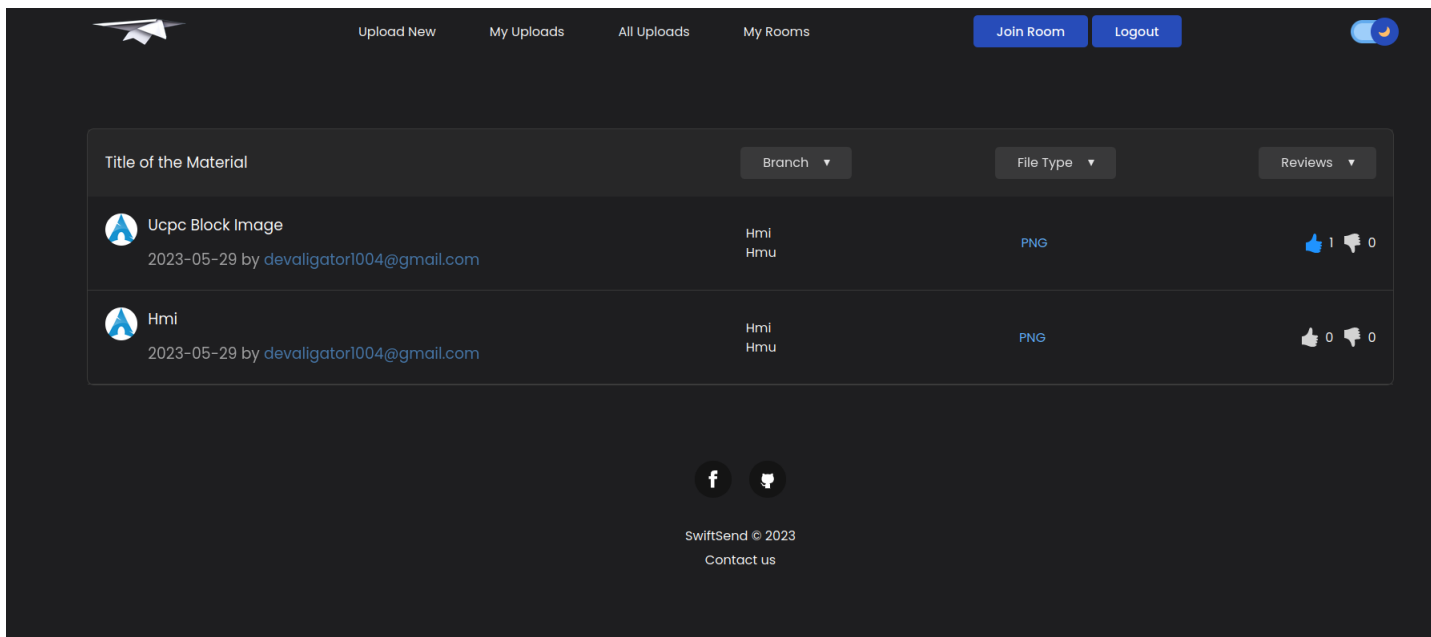 Upload New My Uploads All Uploads My Rooms Join Room Logout
Title of the Material Branch ▼ File Type ▼ Reviews ▼
Ucpc Block Image
2023-05-29 by devaligator1004@gmail.com
Hmi
Hmu
PNG
1 0
Hmi
2023-05-29 by devaligator1004@gmail.com
Hmi
Hmu
PNG
0 0
f
SwiftSend © 2023
Contact us